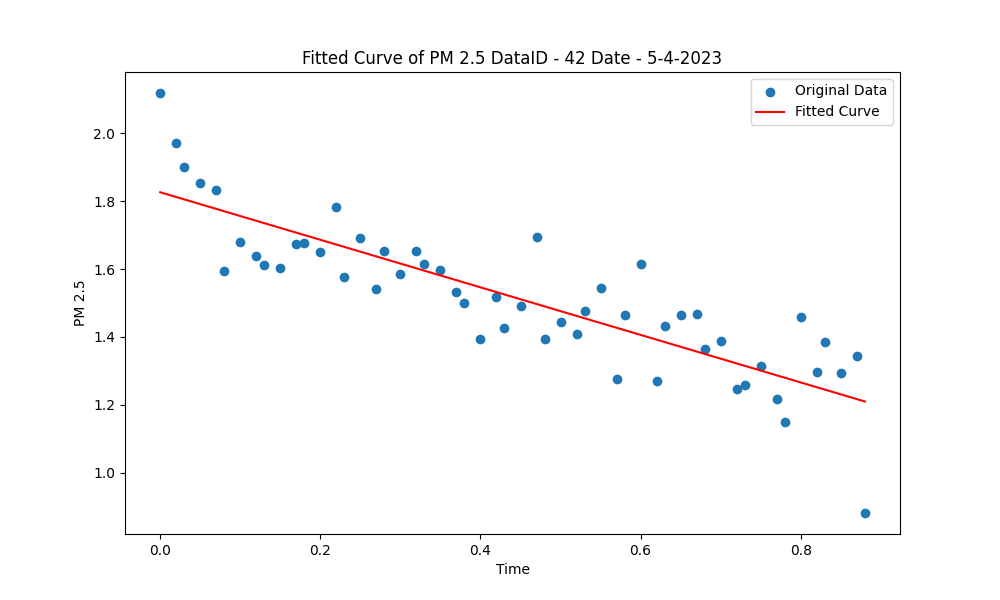 Fitted Curve of PM 2.5 DataID - 42 Date - 5-4-2023
Original Data
Fitted Curve
2.0
1.8
1.6
1.4
1.2
1.0
PM 2.5
0.0 0.2 0.4 0.6 0.8
Time